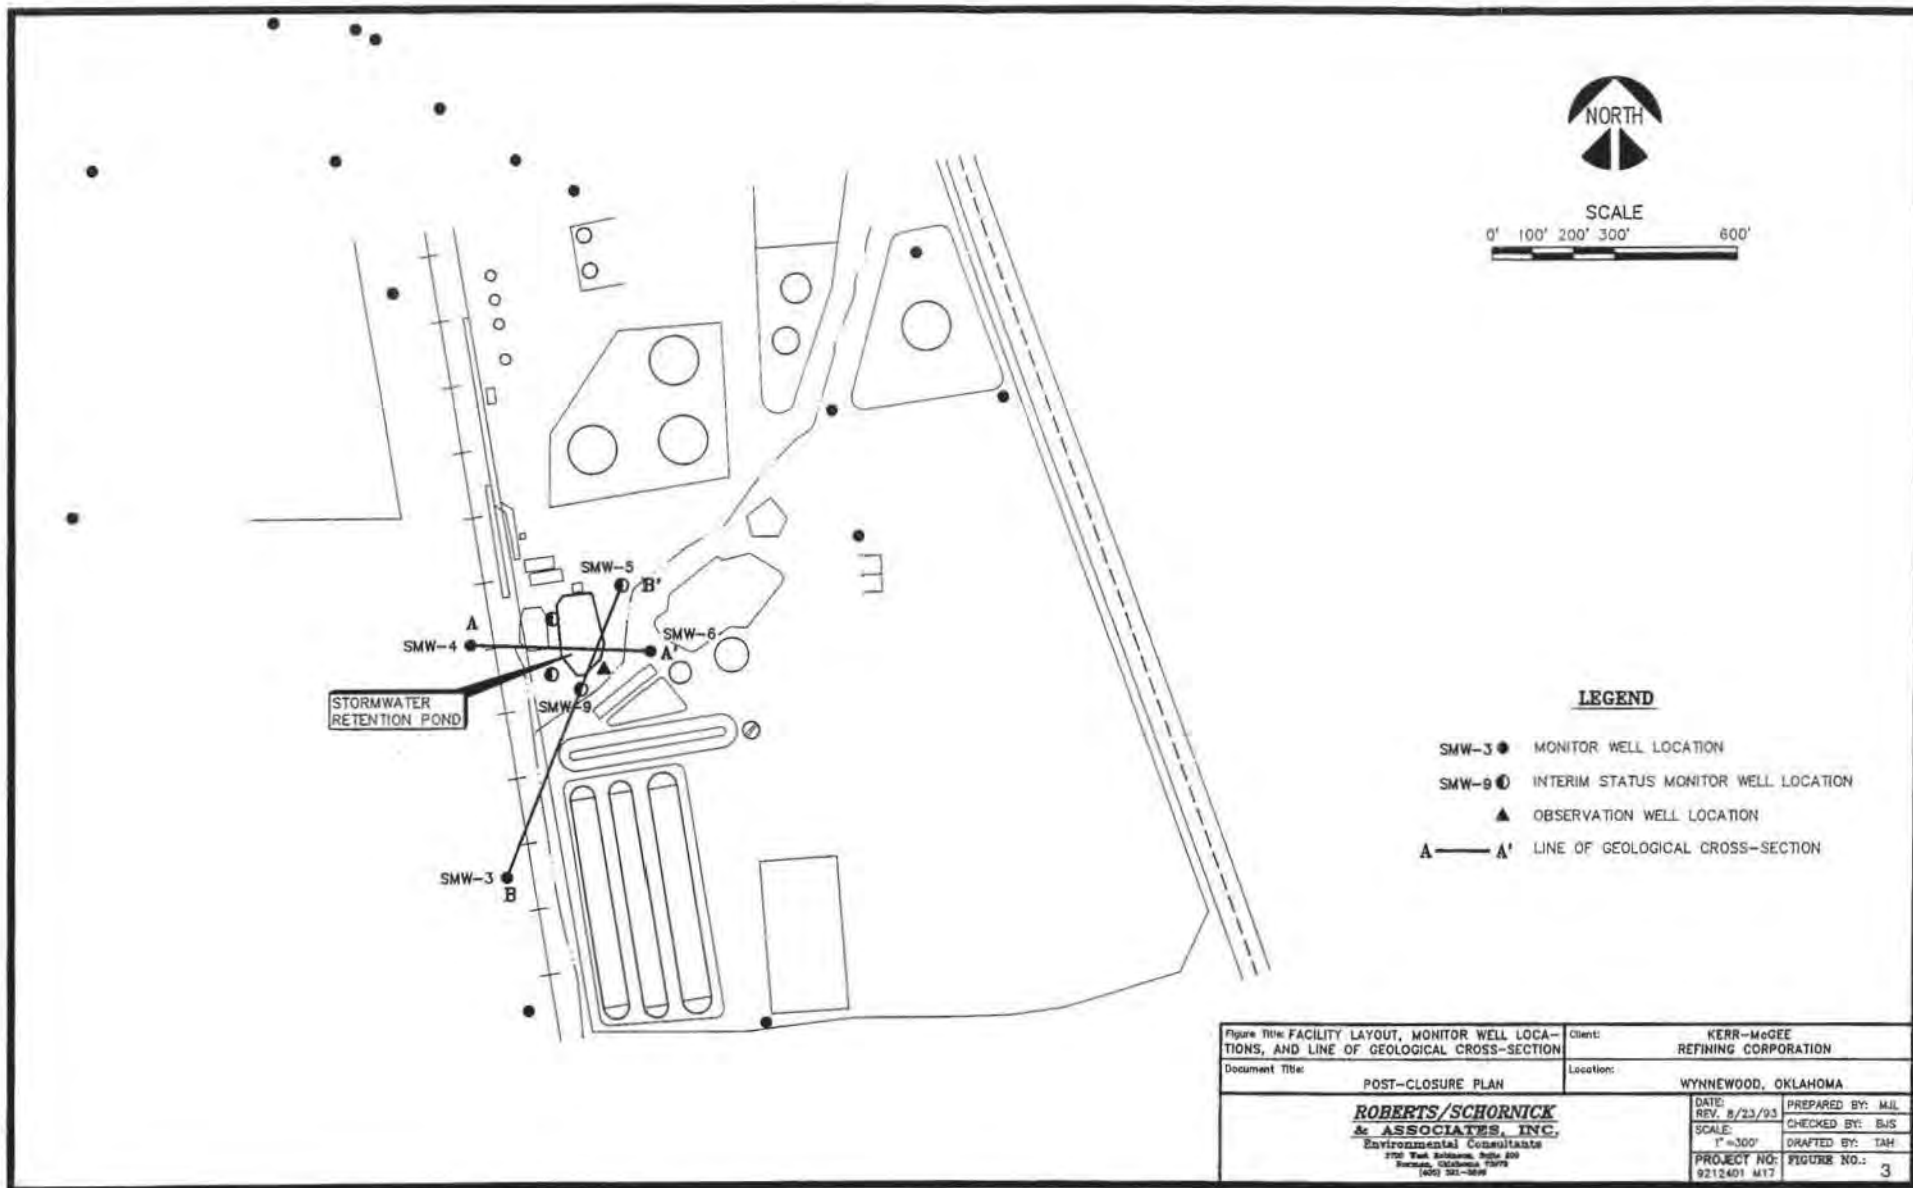 NORTH
SCALE
0' 100' 200' 300' 600'
SMW-5
B'
A
SMW-4
SMW-6
A'
STORMWATER
RETENTION POND
SMW-9
SMW-3
B
LEGEND
SMW-3 MONITOR WELL LOCATION
SMW-9 INTERIM STATUS MONITOR WELL LOCATION
OBSERVATION WELL LOCATION
A A' LINE OF GEOLOGICAL CROSS-SECTION
Figure Title: FACILITY LAYOUT, MONITOR WELL LOCA-
TIONS, AND LINE OF GEOLOGICAL CROSS-SECTION
Client: KERR-McGEE
REFINING CORPORATION
Document Title:
POST-CLOSURE PLAN
Location:
WYNNEWOOD, OKLAHOMA
ROBERTS/SCHORNICK
& ASSOCIATES, INC.
Environmental Consultants
DATE:
REV. 8/23/93
PREPARED BY: MJL
CHECKED BY: BJS
SCALE:
1"=300'
DRAFTED BY: TAH
PROJECT NO:
9212401 M17
FIGURE NO.: 3